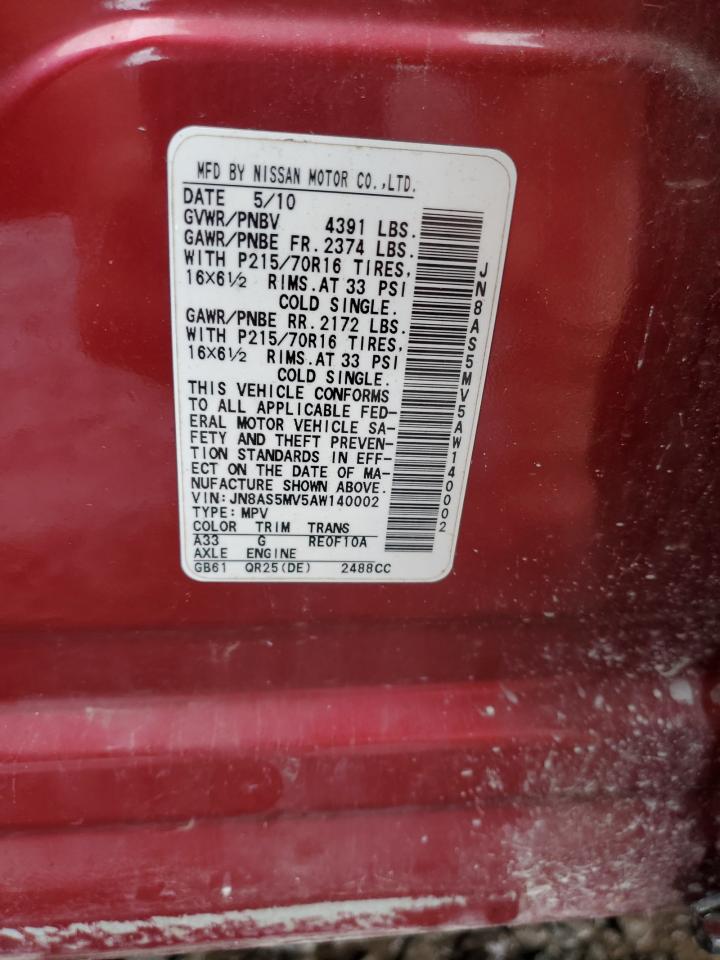 MFD BY NISSAN MOTOR CO.,LTD.
DATE 5/10
GVWR/PNBV 4391 LBS.
GAWR/PNBE FR. 2374 LBS.
WITH P215/70R16 TIRES,
16X6½ RIMS. AT 33 PSI
COLD SINGLE.
GAWR/PNBE RR. 2172 LBS.
WITH P215/70R16 TIRES,
16X6½ RIMS. AT 33 PSI
COLD SINGLE.
THIS VEHICLE CONFORMS
TO ALL APPLICABLE FED-
ERAL MOTOR VEHICLE SA-
FETY AND THEFT PREVEN-
TION STANDARDS IN EFF-
ECT ON THE DATE OF MA-
NUFACTURE SHOWN ABOVE.
VIN: JN8AS5MV5AW140002
TYPE: MPV
COLOR TRIM TRANS
A33 G RE0F10A
AXLE ENGINE
GB61 QR25(DE) 2488CC
JN8AS5MV5AW140002